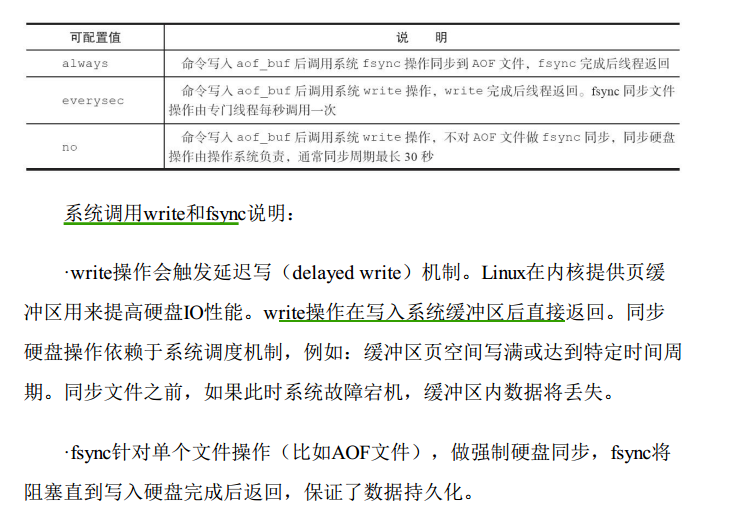 可配置值 说 明
always 命令写入 aof_buf 后调用系统 fsync 操作同步到 AOF 文件，fsync 完成后线程返回
everysec 命令写入 aof_buf 后调用系统 write 操作，write 完成后线程返回。fsync 同步文件
操作由专门线程每秒调用一次
no 命令写入 aof_buf 后调用系统 write 操作，不对 AOF 文件做 fsync 同步，同步硬盘
操作由操作系统负责，通常同步周期最长 30 秒
系统调用write和fsync说明：
·write操作会触发延迟写（delayed write）机制。Linux在内核提供页缓
冲区用来提高硬盘IO性能。write操作在写入系统缓冲区后直接返回。同步
硬盘操作依赖于系统调度机制，例如：缓冲区页空间写满或达到特定时间周
期。同步文件之前，如果此时系统故障宕机，缓冲区内数据将丢失。
·fsync针对单个文件操作（比如AOF文件），做强制硬盘同步，fsync将
阻塞直到写入硬盘完成后返回，保证了数据持久化。